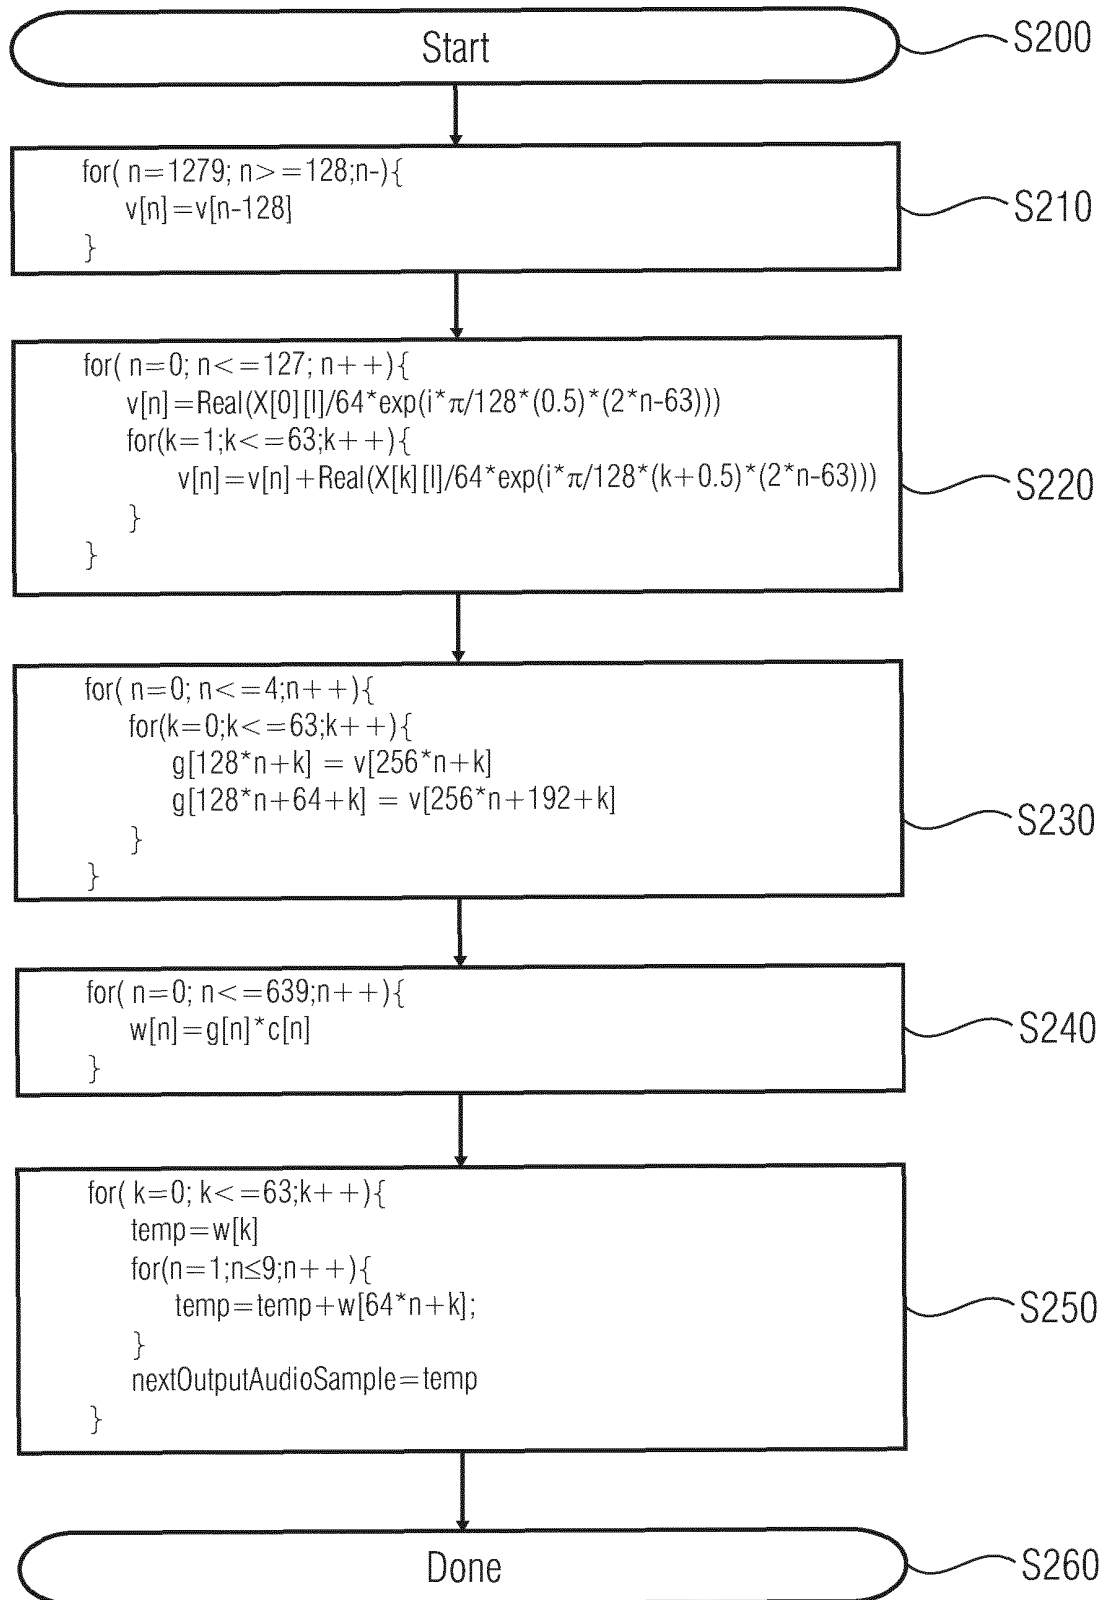 Start
S200
for( n=1279; n>=128;n-){
v[n]=v[n-128]
}
S210
for( n=0; n<=127; n++){
v[n]=Real(X[0][l]/64*exp(i*π/128*(0.5)*(2*n-63)))
for(k=1;k<=63;k++){
v[n]=v[n]+Real(X[k][l]/64*exp(i*π/128*(k+0.5)*(2*n-63)))
}
}
S220
for( n=0; n<=4;n++){
for(k=0;k<=63;k++){
g[128*n+k] = v[256*n+k]
g[128*n+64+k] = v[256*n+192+k]
}
}
S230
for( n=0; n<=639;n++){
w[n]=g[n]*c[n]
}
S240
for( k=0; k<=63;k++){
temp=w[k]
for(n=1;n≤9;n++){
temp=temp+w[64*n+k];
}
nextOutputAudioSample=temp
}
S250
Done
S260